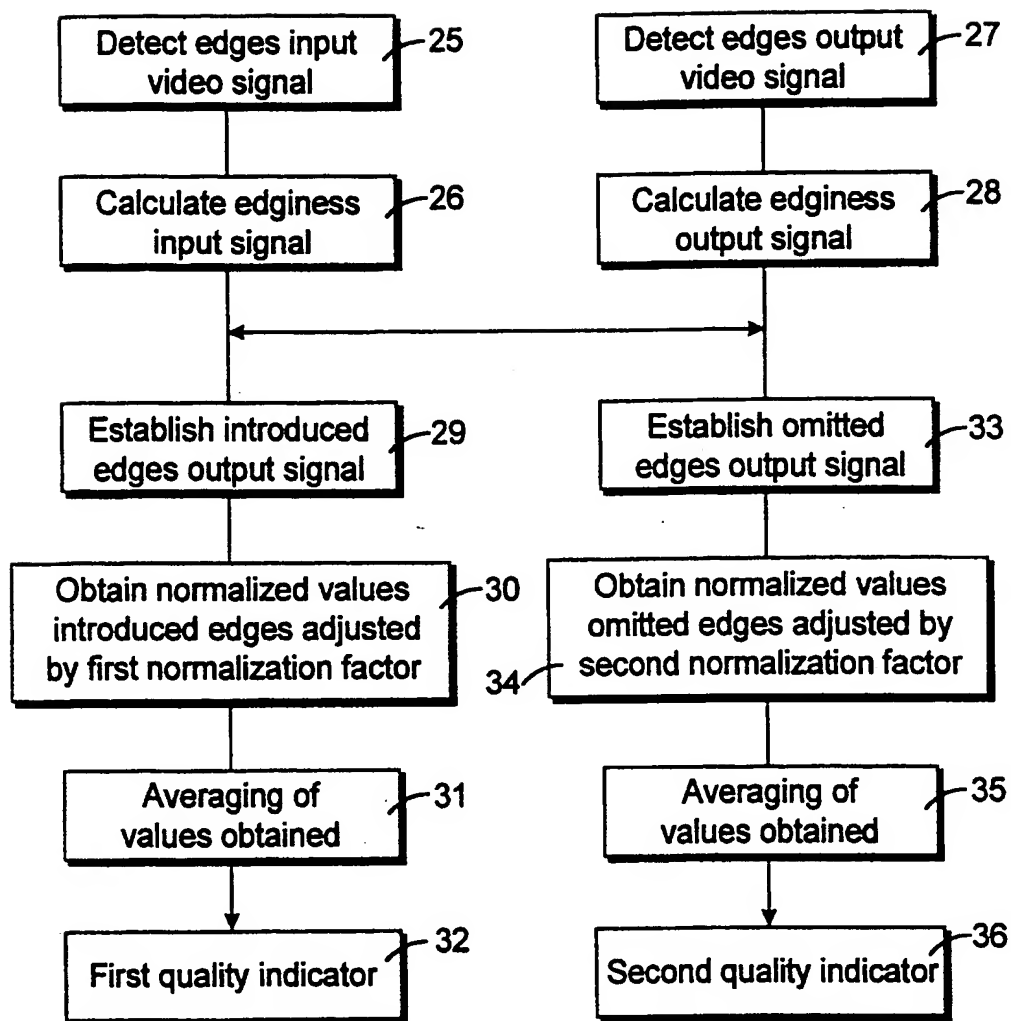 Detect edges input
video signal
25
Detect edges output
video signal
27
Calculate edginess
input signal
26
Calculate edginess
output signal
28
Establish introduced
edges output signal
29
Establish omitted
edges output signal
33
Obtain normalized values
introduced edges adjusted
by first normalization factor
30
Obtain normalized values
omitted edges adjusted by
second normalization factor
34
Averaging of
values obtained
31
Averaging of
values obtained
35
First quality indicator
32
Second quality indicator
36